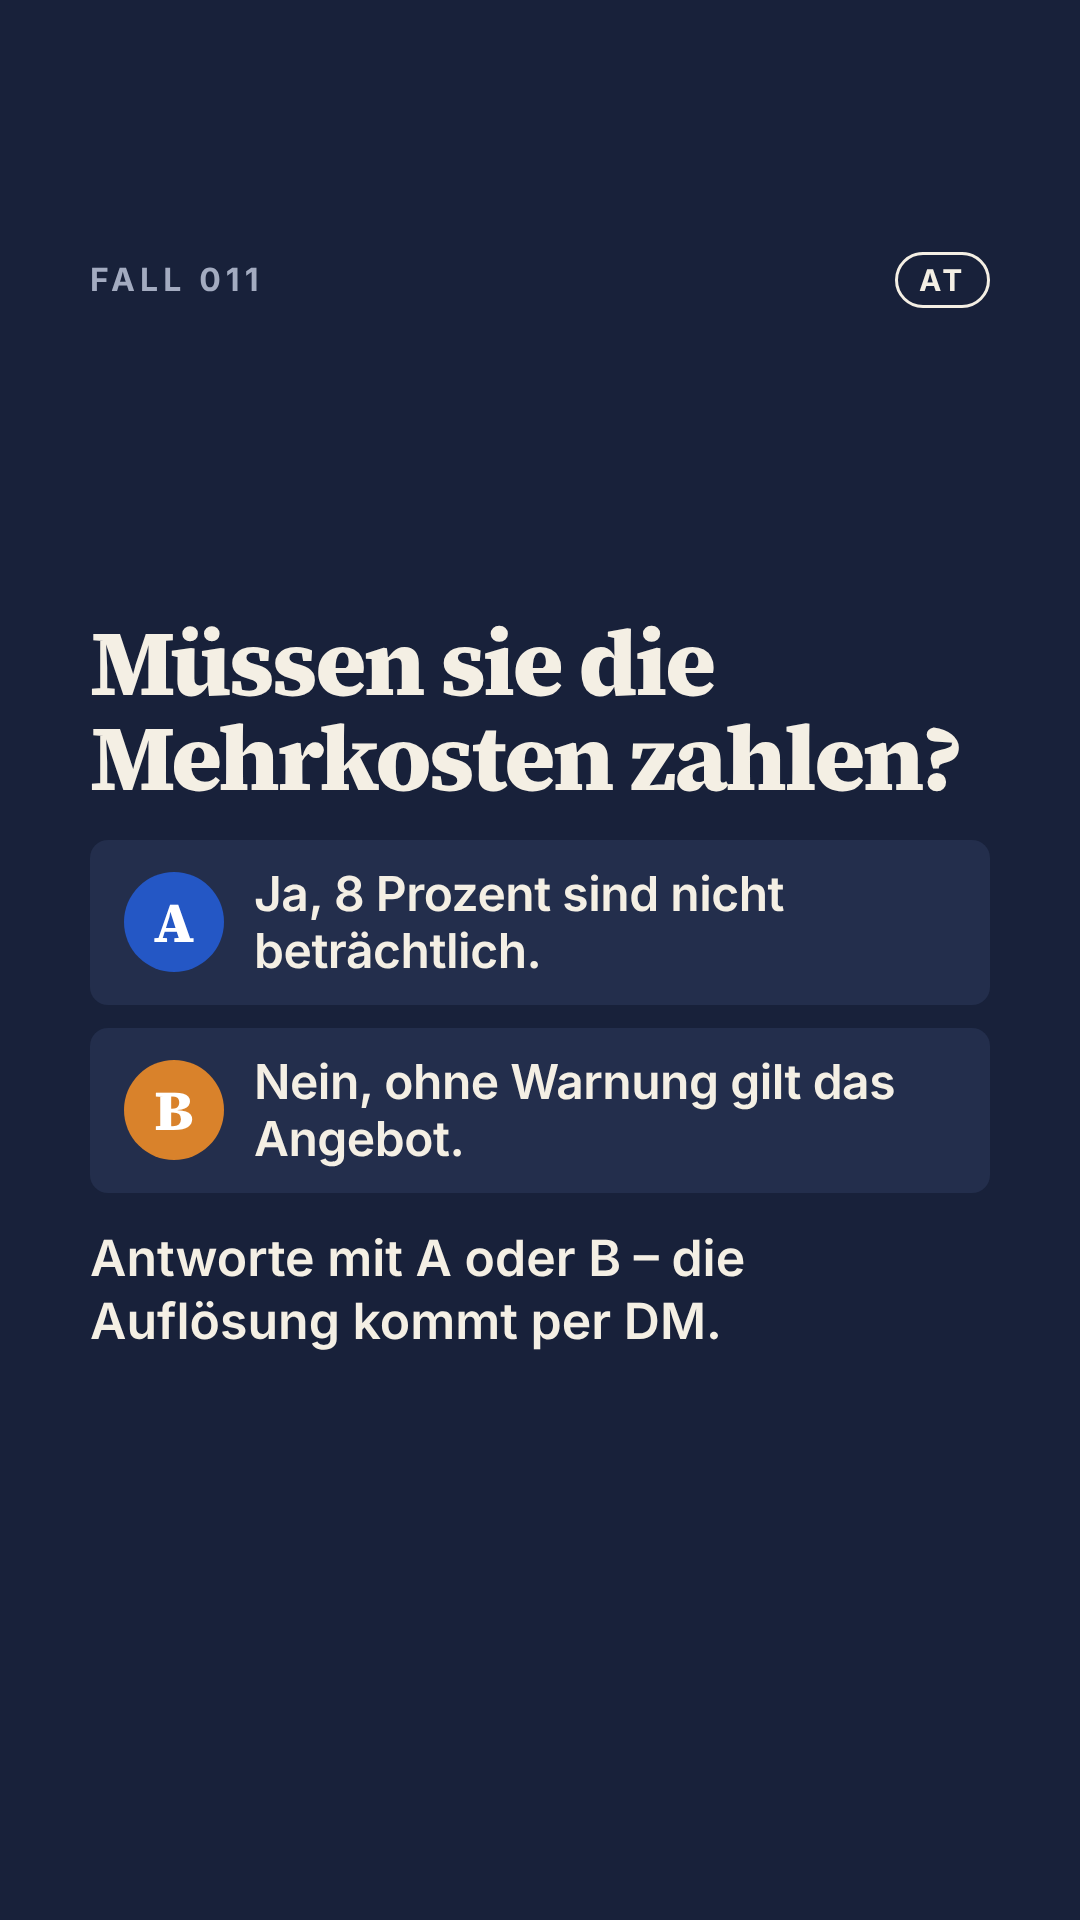 FALL 011
AT
Müssen sie die
Mehrkosten zahlen?
A
Ja, 8 Prozent sind nicht
beträchtlich.
B
Nein, ohne Warnung gilt das
Angebot.
Antworte mit A oder B – die
Auflösung kommt per DM.